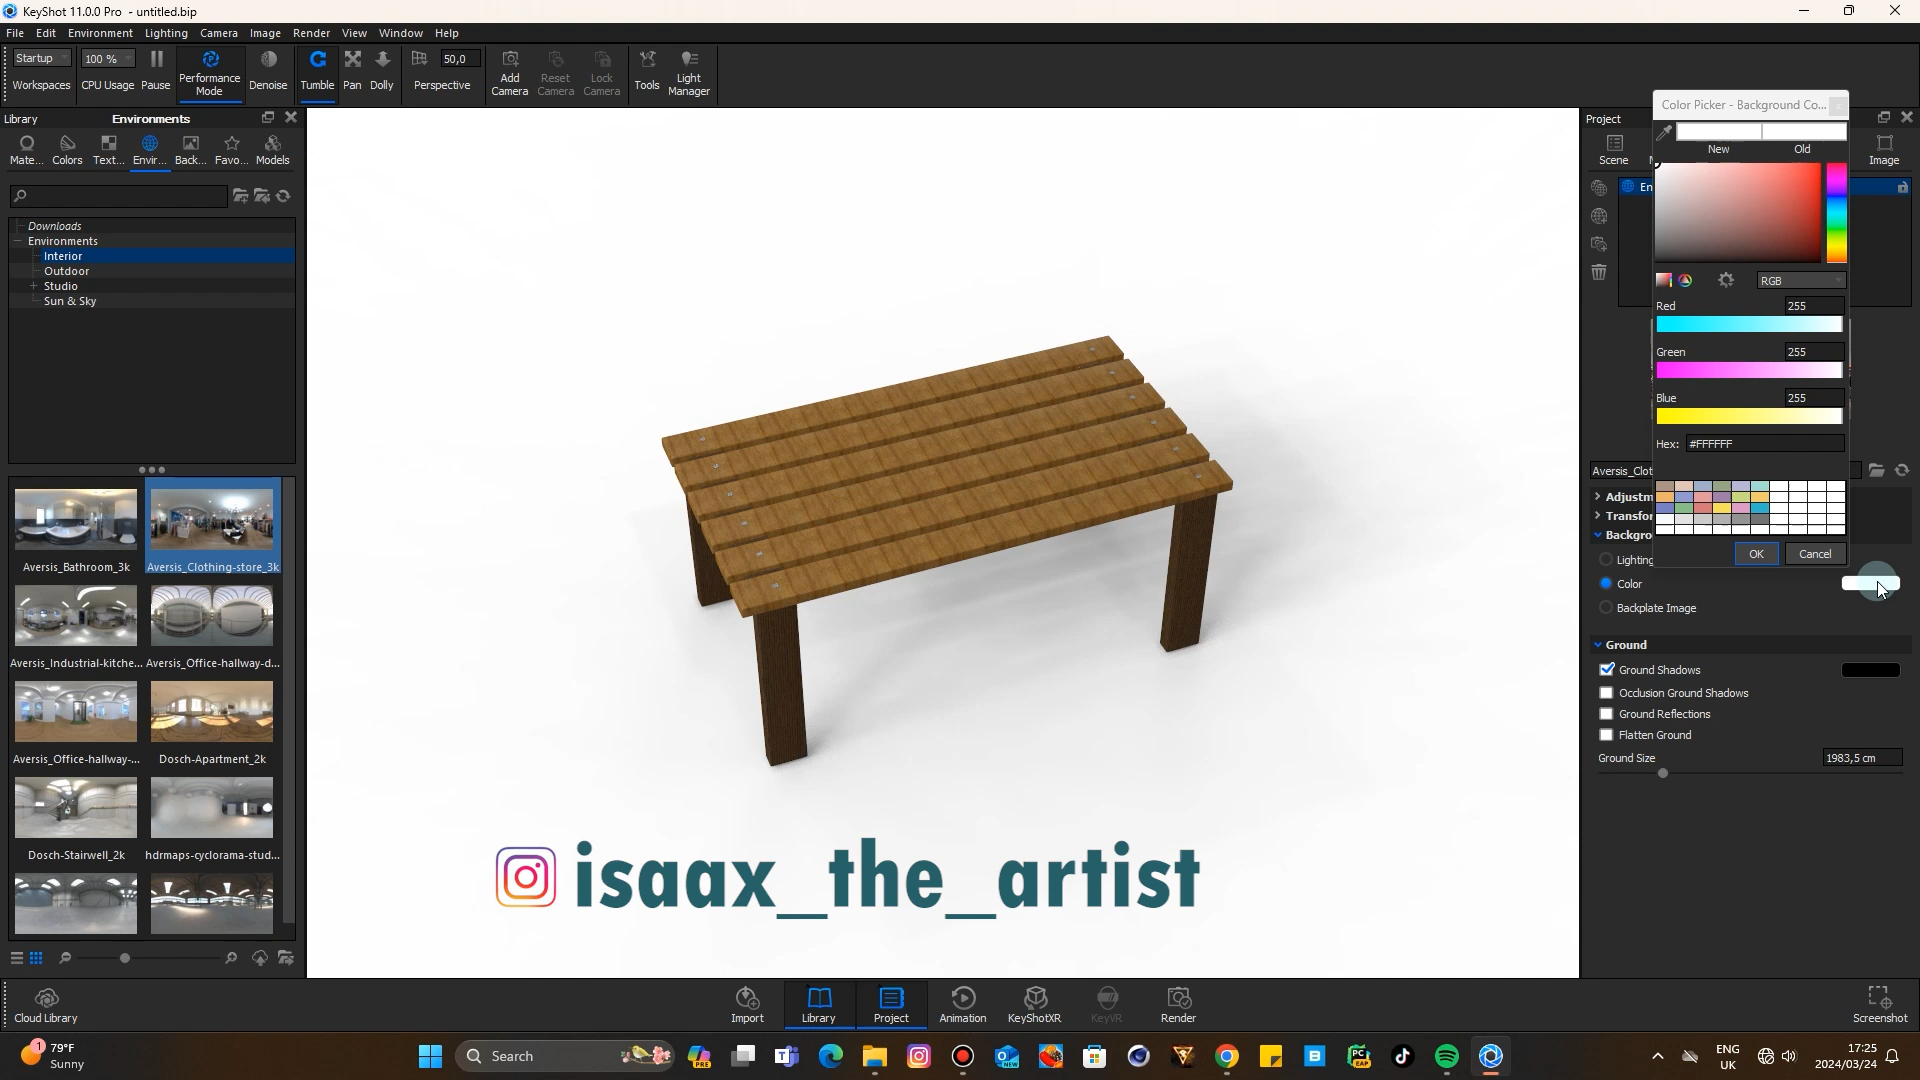 KeyShot 11.0.0 Pro - untitled.bip
File Edit Environment Lighting Camera Image Render View Window Help
Startup
100 %
50,0
Workspaces
CPU Usage
Pause
Performance
Mode
Denoise
Tumble
Pan
Dolly
Perspective
Add
Camera
Reset
Camera
Lock
Camera
Tools
Light
Manager
Library
Environments
Mate...
Colors
Text...
Envir...
Back...
Favo...
Models
Downloads
Environments
Interior
Outdoor
Studio
Sun & Sky
Aversis_Bathroom_3k
Aversis_Clothing-store_3k
Aversis_Industrial-kitche...
Aversis_Office-hallway-d...
Aversis_Office-hallway-...
Dosch-Apartment_2k
Dosch-Stairwell_2k
hdrmaps-cyclorama-stud...
isaax_the_artist
Project
Scene
Image
En
Color Picker - Background Co...
New
Old
RGB
Red 255
Green 255
Blue 255
Hex: #FFFFFF
OK
Cancel
Aversis_Clot
Adjustm
Transfor
Backgro
Lighting
Color
Backplate Image
Ground
Ground Shadows
Occlusion Ground Shadows
Ground Reflections
Flatten Ground
Ground Size 1983,5 cm
Cloud Library
Import
Library
Project
Animation
KeyShotXR
KeyVR
Render
Screenshot
1
79°F
Sunny
Search
PRE
NEW
PC
EAP
ENG
UK
17:25
2024/03/24